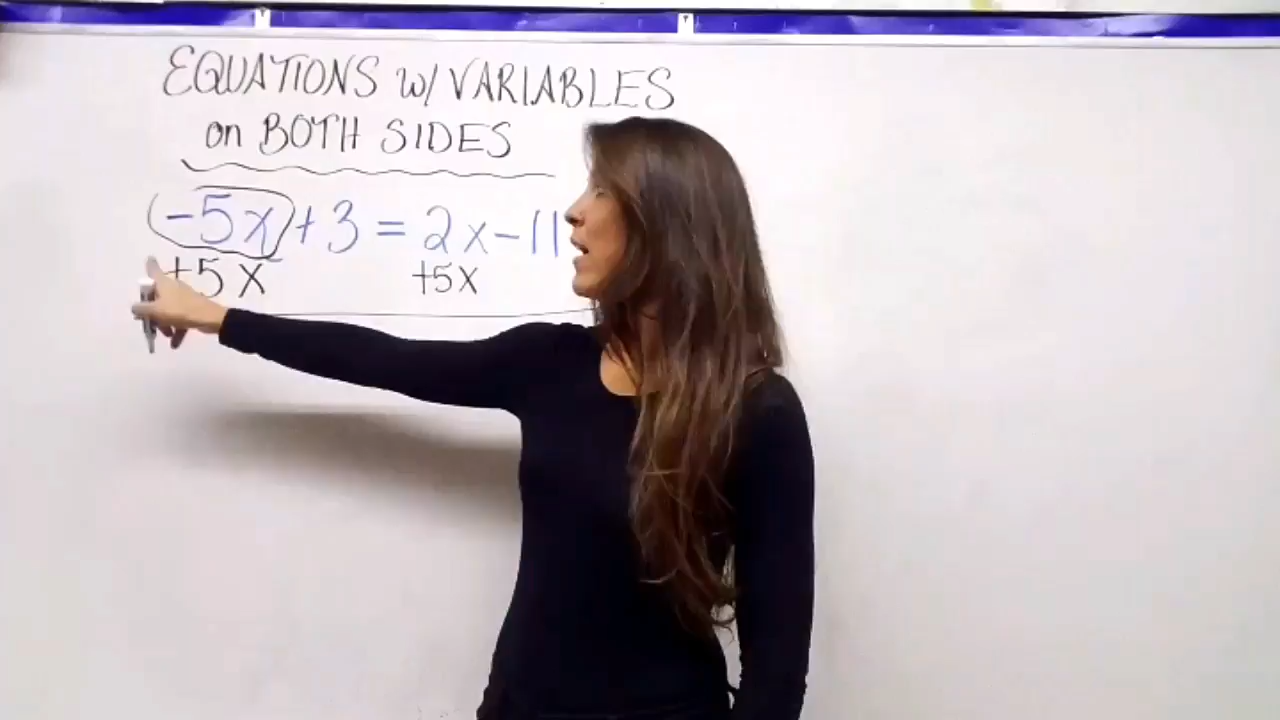 EQUATIONS w/ VARIABLES
on BOTH SIDES
-5x + 3 = 2x - 11
+5x +5x